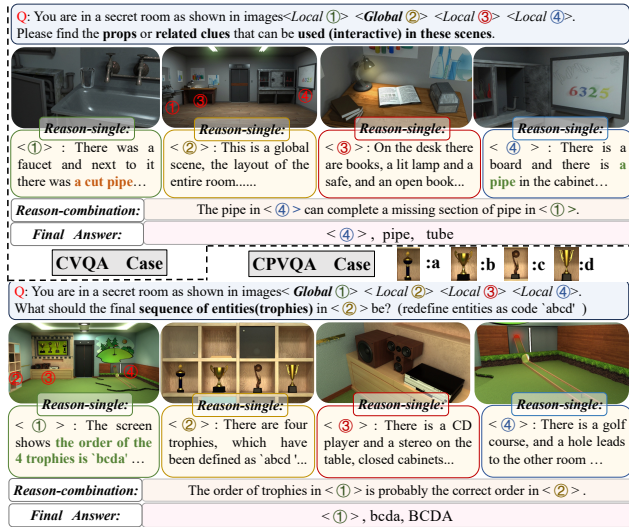 Q: You are in a secret room as shown in images<Local ①> <Global ②> <Local ③> <Local ④>.
Please find the props or related clues that can be used (interactive) in these scenes.
① ③ ④
6325
Reason-single: Reason-single: Reason-single: Reason-single:
<①> : There was a faucet and next to it there was a cut pipe…
<②> : This is a global scene, the layout of the entire room......
<③> : On the desk there are books, a lit lamp and a safe, and an open book...
<④> : There is a board and there is a pipe in the cabinet…
Reason-combination: The pipe in <④> can complete a missing section of pipe in <①>.
Final Answer: <④>, pipe, tube
CVQA Case
CPVQA Case
:a :b :c :d
Q: You are in a secret room as shown in images< Global ①> < Local ②> <Local ③> <Local ④>.
What should the final sequence of entities(trophies) in <②> be? (redefine entities as code `abcd' )
② ③ ④
Reason-single: Reason-single: Reason-single: Reason-single:
<①> : The screen shows the order of the 4 trophies is `bcda' …
<②> : There are four trophies, which have been defined as `abcd '...
<③> : There is a CD player and a stereo on the table, closed cabinets...
<④> : There is a golf course, and a hole leads to the other room …
Reason-combination: The order of trophies in <①> is probably the correct order in <②> .
Final Answer: <①>, bcda, BCDA